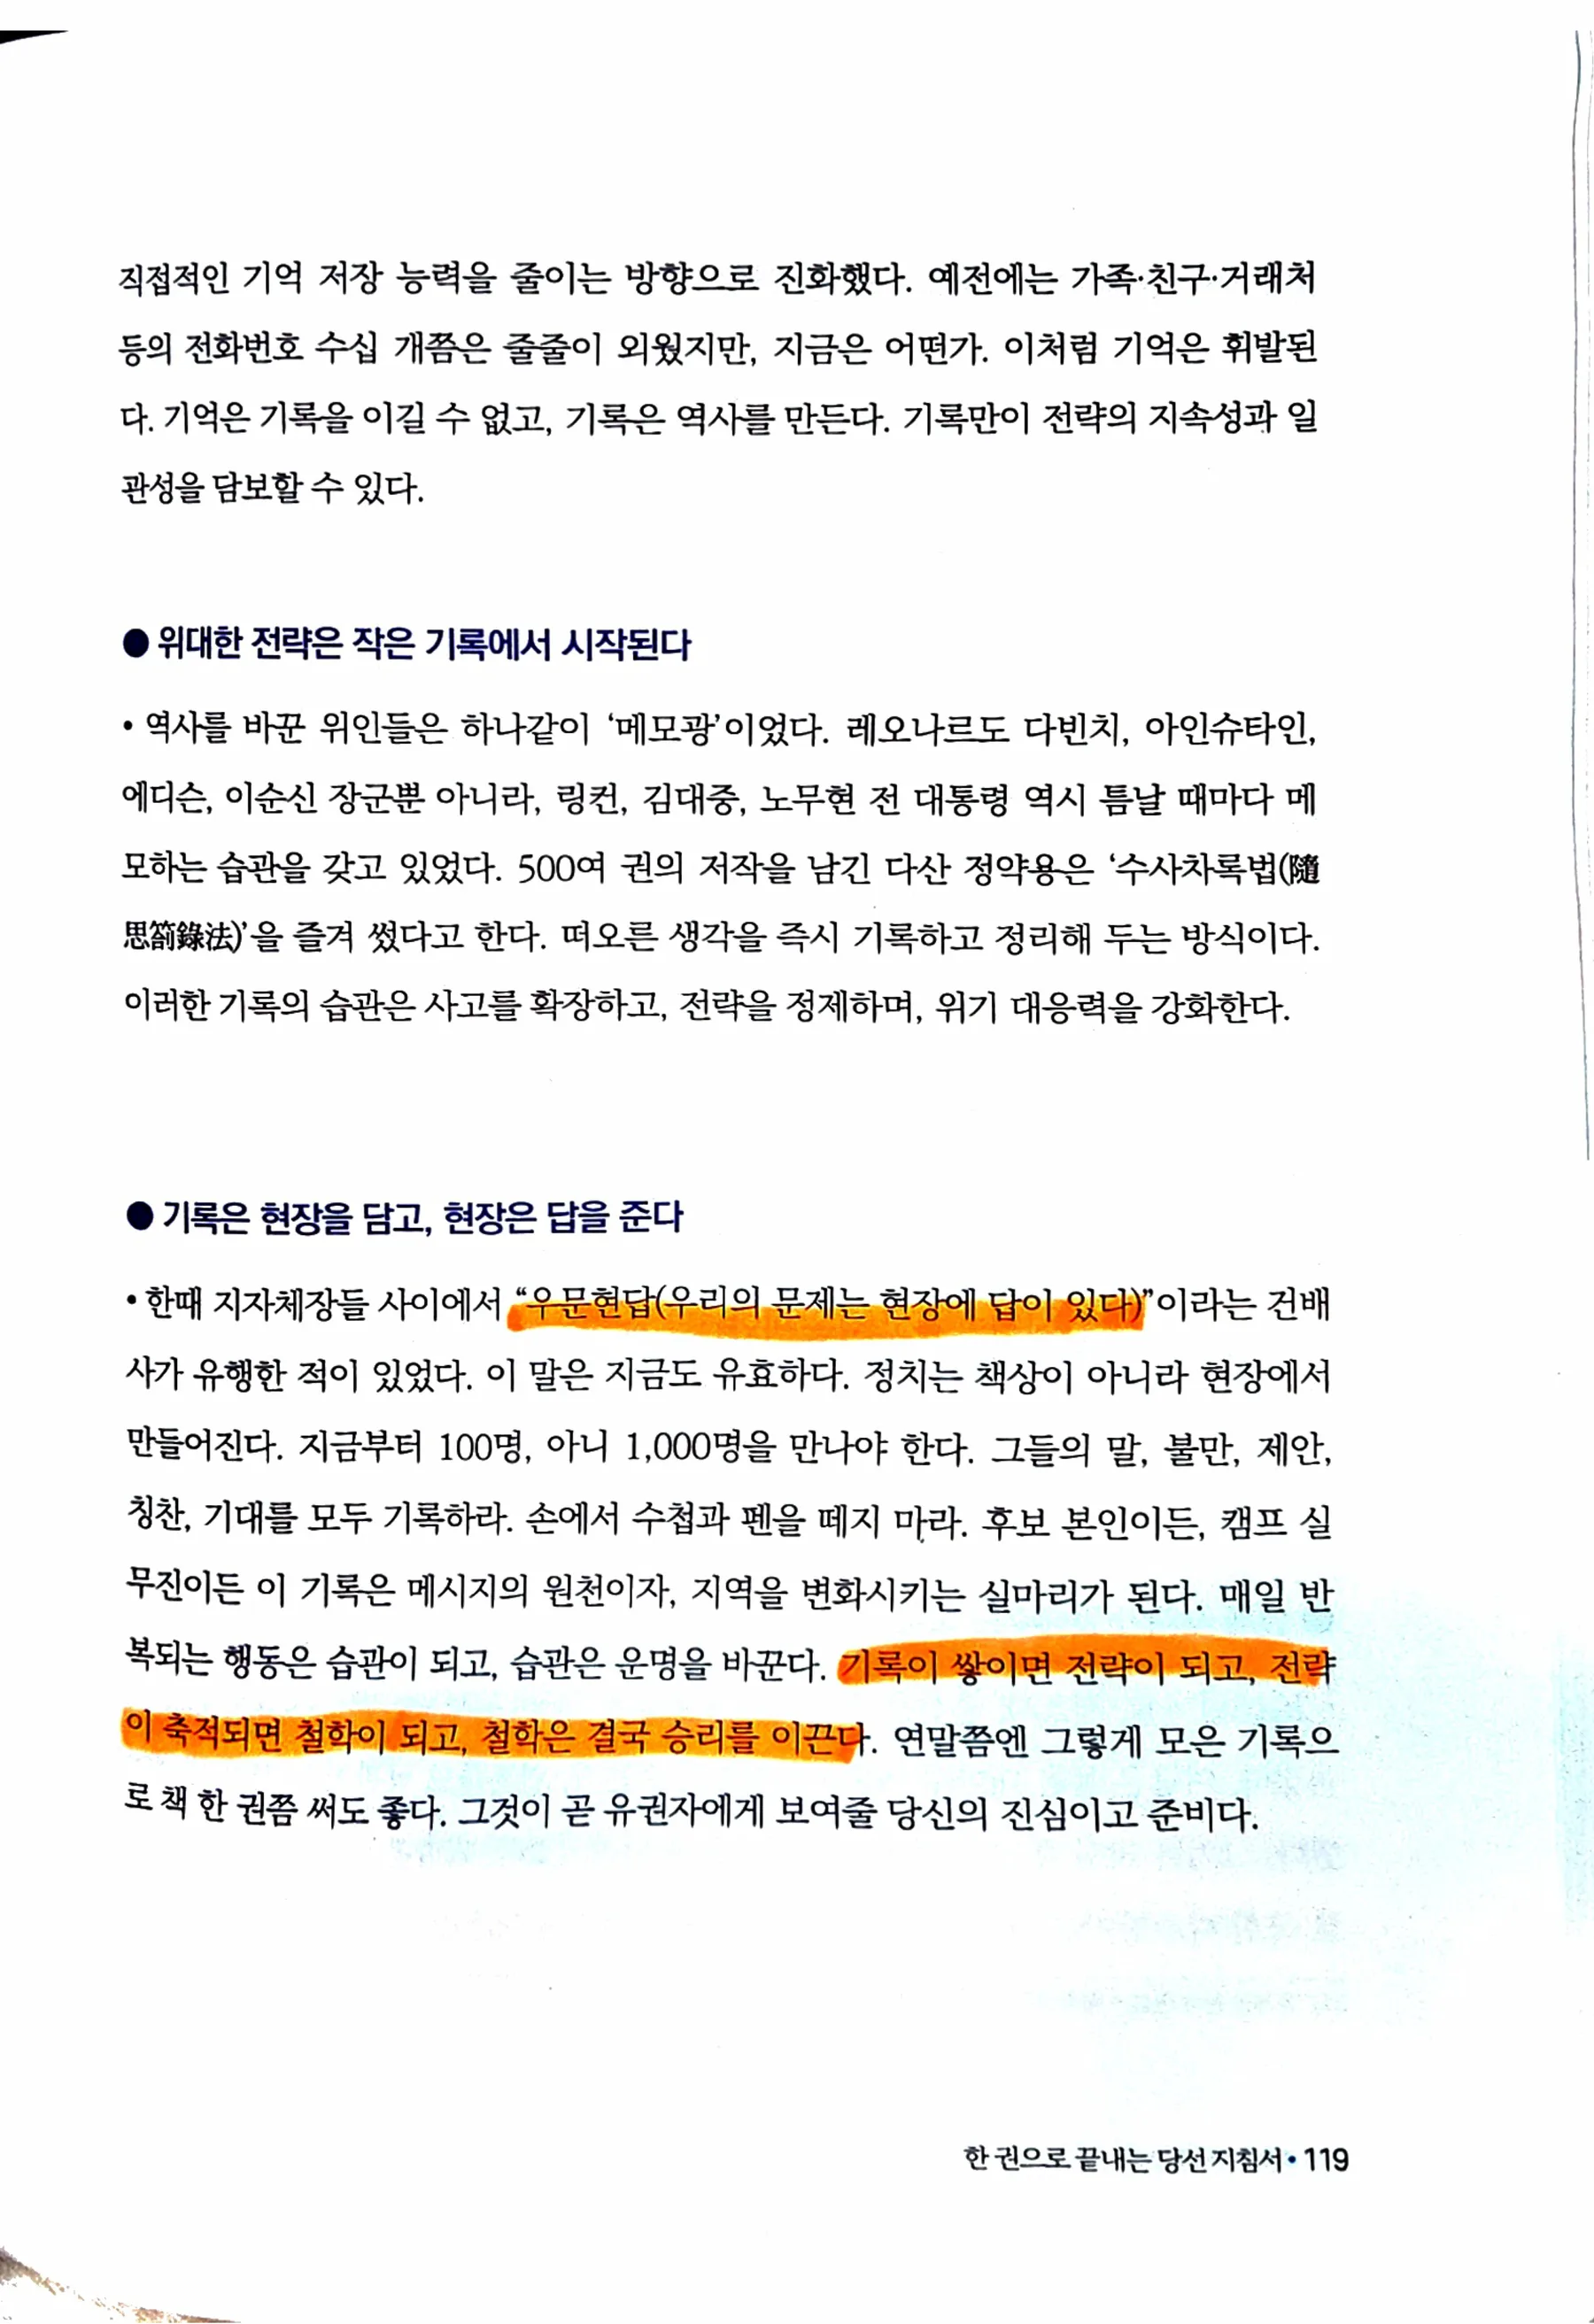 직접적인 기억 저장 능력을 줄이는 방향으로 진화했다. 예전에는 가족·친구·거래처
등의 전화번호 수십 개쯤은 줄줄이 외웠지만, 지금은 어떤가. 이처럼 기억은 휘발된
다. 기억은 기록을 이길 수 없고, 기록은 역사를 만든다. 기록만이 전략의 지속성과 일
관성을 담보할 수 있다.
● 위대한 전략은 작은 기록에서 시작된다
• 역사를 바꾼 위인들은 하나같이 ‘메모광’이었다. 레오나르도 다빈치, 아인슈타인,
에디슨, 이순신 장군뿐 아니라, 링컨, 김대중, 노무현 전 대통령 역시 틈날 때마다 메
모하는 습관을 갖고 있었다. 500여 권의 저작을 남긴 다산 정약용은 ‘수사차록법(隨
思箚錄法)’을 즐겨 썼다고 한다. 떠오른 생각을 즉시 기록하고 정리해 두는 방식이다.
이러한 기록의 습관은 사고를 확장하고, 전략을 정제하며, 위기 대응력을 강화한다.
● 기록은 현장을 담고, 현장은 답을 준다
• 한때 지자체장들 사이에서 “우문현답(우리의 문제는 현장에 답이 있다)”이라는 건배
사가 유행한 적이 있었다. 이 말은 지금도 유효하다. 정치는 책상이 아니라 현장에서
만들어진다. 지금부터 100명, 아니 1,000명을 만나야 한다. 그들의 말, 불만, 제안,
칭찬, 기대를 모두 기록하라. 손에서 수첩과 펜을 떼지 마라. 후보 본인이든, 캠프 실
무진이든 이 기록은 메시지의 원천이자, 지역을 변화시키는 실마리가 된다. 매일 반
복되는 행동은 습관이 되고, 습관은 운명을 바꾼다. 기록이 쌓이면 전략이 되고, 전략
이 축적되면 철학이 되고, 철학은 결국 승리를 이끈다. 연말쯤엔 그렇게 모은 기록으
로 책 한 권쯤 써도 좋다. 그것이 곧 유권자에게 보여줄 당신의 진심이고 준비다.
한 권으로 끝내는 당선 지침서 • 119